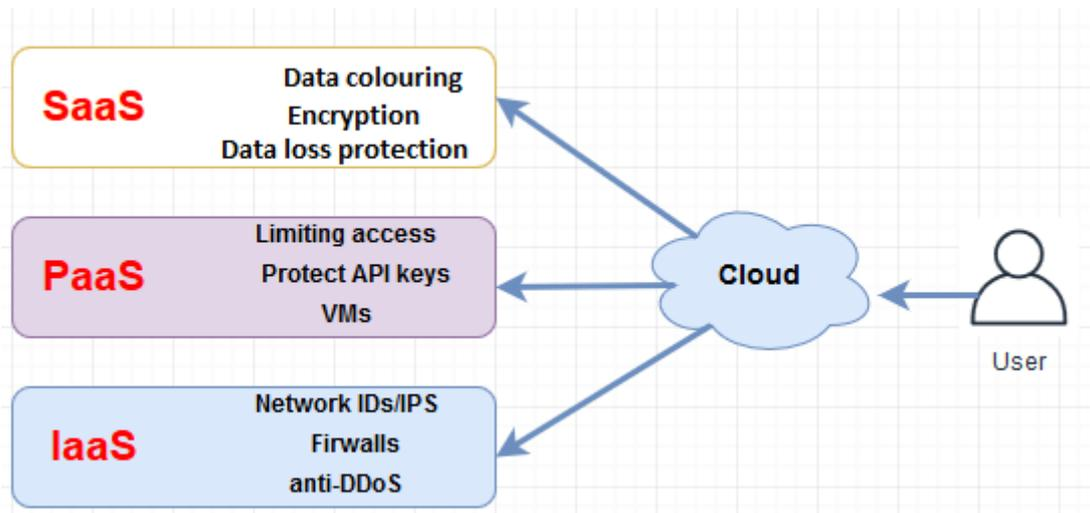 SaaS
Data colouring
Encryption
Data loss protection
PaaS
Limiting access
Protect API keys
VMs
IaaS
Network IDs/IPS
Firwalls
anti-DDoS
Cloud
User